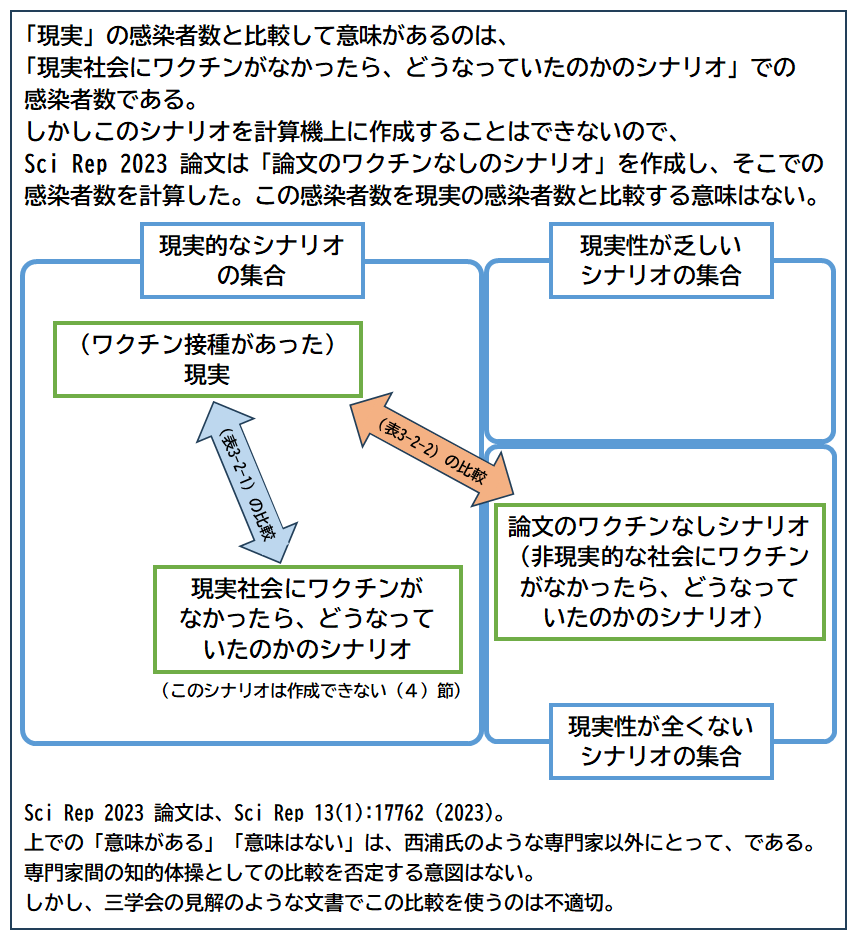 「現実」の感染者数と比較して意味があるのは、
「現実社会にワクチンがなかったら、どうなっていたのかのシナリオ」での
感染者数である。
しかしこのシナリオを計算機上に作成することはできないので、
Sci Rep 2023 論文は「論文のワクチンなしのシナリオ」を作成し、そこでの
感染者数を計算した。この感染者数を現実の感染者数と比較する意味はない。
現実的なシナリオ
の集合
現実性が乏しい
シナリオの集合
（ワクチン接種があった）
現実
（表3-2-1）の比較
（表3-2-2）の比較
論文のワクチンなしシナリオ
（非現実的な社会にワクチン
がなかったら、どうなって
いたのかのシナリオ）
現実社会にワクチンが
なかったら、どうなって
いたのかのシナリオ
（このシナリオは作成できない（４）節）
現実性が全くない
シナリオの集合
Sci Rep 2023 論文は、Sci Rep 13(1):17762 (2023)。
上での「意味がある」「意味はない」は、西浦氏のような専門家以外にとって、である。
専門家間の知的体操としての比較を否定する意図はない。
しかし、三学会の見解のような文書でこの比較を使うのは不適切。